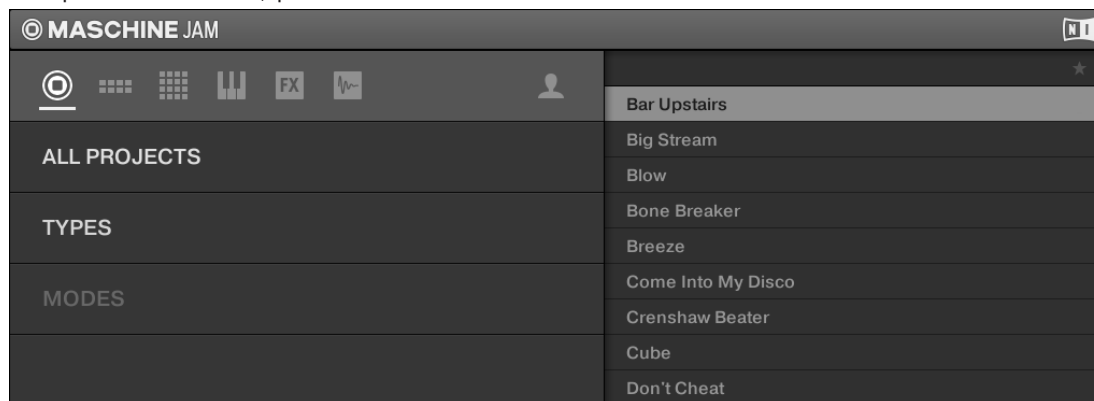 MASCHINE JAM
NI
FX
ALL PROJECTS
TYPES
MODES
Bar Upstairs
Big Stream
Blow
Bone Breaker
Breeze
Come Into My Disco
Crenshaw Beater
Cube
Don't Cheat